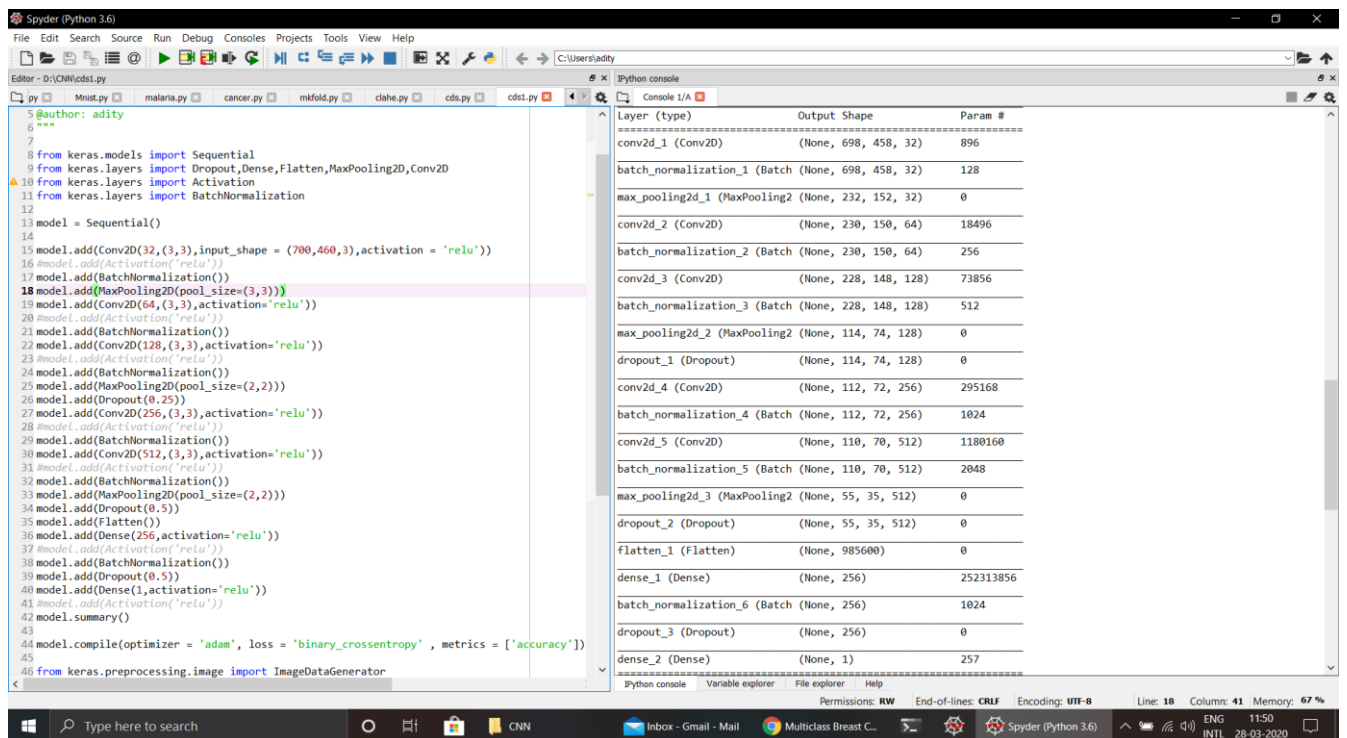 Spyder (Python 3.6)
File Edit Search Source Run Debug Consoles Projects Tools View Help
C:\Users\adity
Editor - D:\CNN\cds1.py
py Mnist.py malaria.py cancer.py mkfold.py clahe.py cds.py cds1.py
5 @author: adity
6 """
7
8 from keras.models import Sequential
9 from keras.layers import Dropout,Dense,Flatten,MaxPooling2D,Conv2D
10 from keras.layers import Activation
11 from keras.layers import BatchNormalization
12
13 model = Sequential()
14
15 model.add(Conv2D(32,(3,3),input_shape = (700,460,3),activation = 'relu'))
16 #model.add(Activation('relu'))
17 model.add(BatchNormalization())
18 model.add(MaxPooling2D(pool_size=(3,3)))
19 model.add(Conv2D(64,(3,3),activation='relu'))
20 #model.add(Activation('relu'))
21 model.add(BatchNormalization())
22 model.add(Conv2D(128,(3,3),activation='relu'))
23 #model.add(Activation('relu'))
24 model.add(BatchNormalization())
25 model.add(MaxPooling2D(pool_size=(2,2)))
26 model.add(Dropout(0.25))
27 model.add(Conv2D(256,(3,3),activation='relu'))
28 #model.add(Activation('relu'))
29 model.add(BatchNormalization())
30 model.add(Conv2D(512,(3,3),activation='relu'))
31 #model.add(Activation('relu'))
32 model.add(BatchNormalization())
33 model.add(MaxPooling2D(pool_size=(2,2)))
34 model.add(Dropout(0.5))
35 model.add(Flatten())
36 model.add(Dense(256,activation='relu'))
37 #model.add(Activation('relu'))
38 model.add(BatchNormalization())
39 model.add(Dropout(0.5))
40 model.add(Dense(1,activation='relu'))
41 #model.add(Activation('relu'))
42 model.summary()
43
44 model.compile(optimizer = 'adam', loss = 'binary_crossentropy' , metrics = ['accuracy'])
45
46 from keras.preprocessing.image import ImageDataGenerator
IPython console
Console 1/A
Layer (type) Output Shape Param #
=================================================================
conv2d_1 (Conv2D) (None, 698, 458, 32) 896
batch_normalization_1 (Batch (None, 698, 458, 32) 128
max_pooling2d_1 (MaxPooling2 (None, 232, 152, 32) 0
conv2d_2 (Conv2D) (None, 230, 150, 64) 18496
batch_normalization_2 (Batch (None, 230, 150, 64) 256
conv2d_3 (Conv2D) (None, 228, 148, 128) 73856
batch_normalization_3 (Batch (None, 228, 148, 128) 512
max_pooling2d_2 (MaxPooling2 (None, 114, 74, 128) 0
dropout_1 (Dropout) (None, 114, 74, 128) 0
conv2d_4 (Conv2D) (None, 112, 72, 256) 295168
batch_normalization_4 (Batch (None, 112, 72, 256) 1024
conv2d_5 (Conv2D) (None, 110, 70, 512) 1180160
batch_normalization_5 (Batch (None, 110, 70, 512) 2048
max_pooling2d_3 (MaxPooling2 (None, 55, 35, 512) 0
dropout_2 (Dropout) (None, 55, 35, 512) 0
flatten_1 (Flatten) (None, 985600) 0
dense_1 (Dense) (None, 256) 252313856
batch_normalization_6 (Batch (None, 256) 1024
dropout_3 (Dropout) (None, 256) 0
dense_2 (Dense) (None, 1) 257
=================================================================
IPython console Variable explorer File explorer Help
Permissions: RW End-of-lines: CRLF Encoding: UTF-8 Line: 18 Column: 41 Memory: 67 %
Type here to search CNN Inbox - Gmail - Mail Multiclass Breast C... Spyder (Python 3.6) ENG 11:50
INTL 28-03-2020